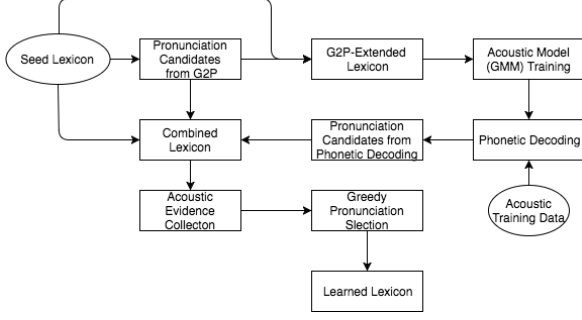 Seed Lexicon
Pronunciation
Candidates
from G2P
G2P-Extended
Lexicon
Acoustic Model
(GMM) Training
Combined
Lexicon
Pronunciation
Candidates from
Phonetic Decoding
Phonetic Decoding
Acoustic
Evidence
Collecton
Greedy
Pronunciation
Slection
Acoustic
Training Data
Learned Lexicon